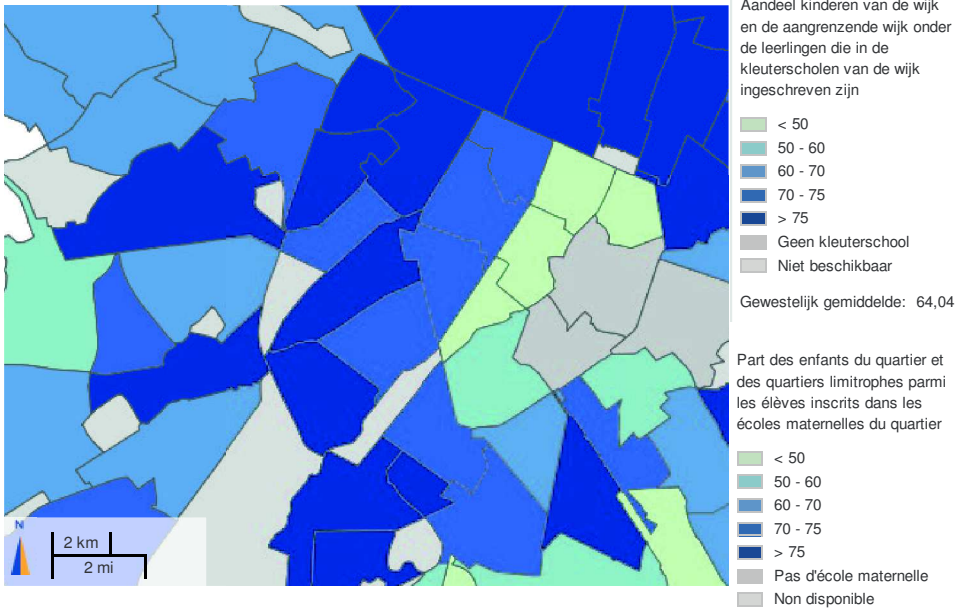 Aandeel kinderen van de wijk
en de aangrenzende wijk onder
de leerlingen die in de
kleuterscholen van de wijk
ingeschreven zijn
< 50
50 - 60
60 - 70
70 - 75
> 75
Geen kleuterschool
Niet beschikbaar
Gewestelijk gemiddelde: 64,04
Part des enfants du quartier et
des quartiers limitrophes parmi
les élèves inscrits dans les
écoles maternelles du quartier
< 50
50 - 60
60 - 70
70 - 75
> 75
Pas d'école maternelle
Non disponible
N
2 km
2 mi